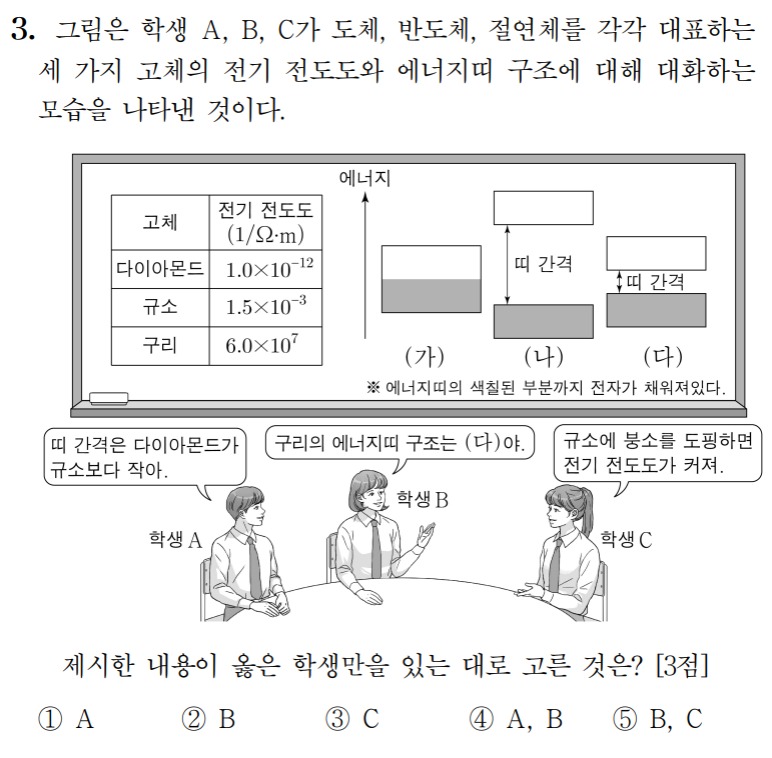 3. 그림은 학생 A, B, C가 도체, 반도체, 절연체를 각각 대표하는
세 가지 고체의 전기 전도도와 에너지띠 구조에 대해 대화하는
모습을 나타낸 것이다.
고체 전기 전도도 (1/Ω·m)
다이아몬드 1.0×10⁻¹²
규소 1.5×10⁻³
구리 6.0×10⁷
에너지
띠 간격
띠 간격
(가) (나) (다)
※ 에너지띠의 색칠된 부분까지 전자가 채워져있다.
띠 간격은 다이아몬드가
규소보다 작아.
구리의 에너지띠 구조는 (다)야.
규소에 붕소를 도핑하면
전기 전도도가 커져.
학생 A
학생 B
학생 C
제시한 내용이 옳은 학생만을 있는 대로 고른 것은? [3점]
① A ② B ③ C ④ A, B ⑤ B, C